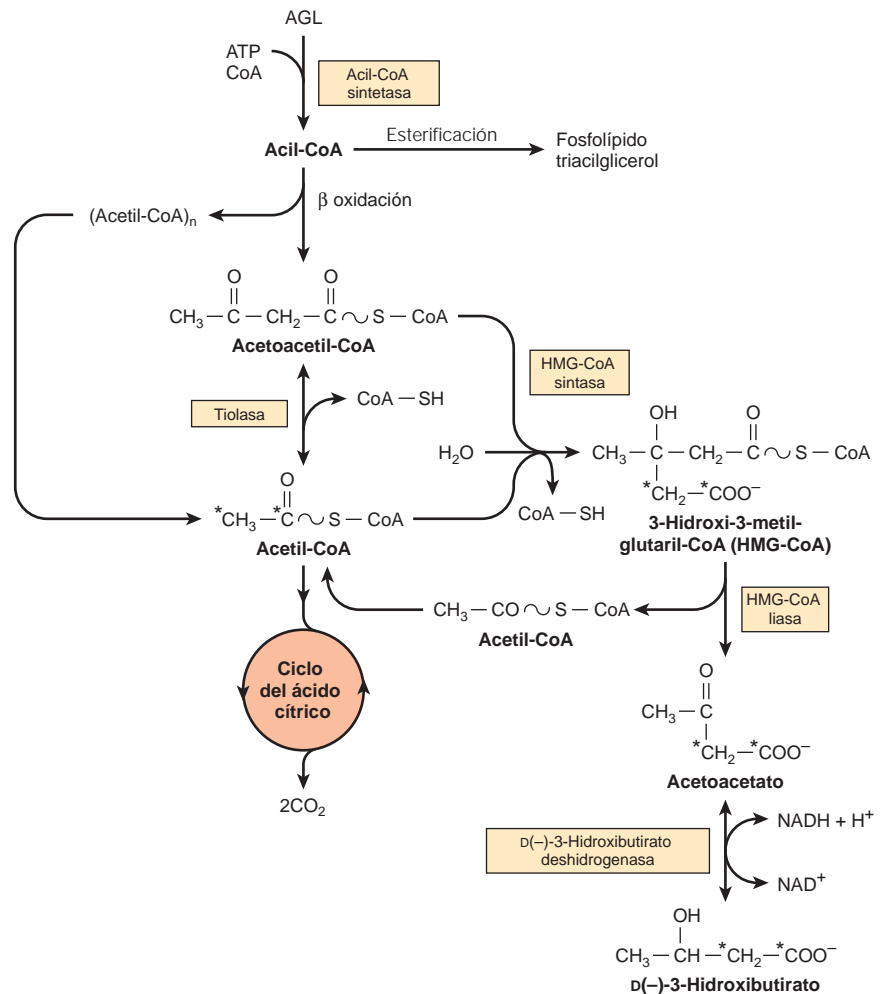 AGL
ATP
CoA
Acil-CoA
sintetasa
Acil-CoA
Esterificación
Fosfolípido
triacilglicerol
β oxidación
(Acetil-CoA)n
O O
CH3—C—CH2—C~S—CoA
Acetoacetil-CoA
HMG-CoA
sintasa
Tiolasa
CoA—SH
H2O
CoA—SH
OH O
CH3—C—CH2—C~S—CoA
*CH2—*COO–
3-Hidroxi-3-metil-
glutaril-CoA (HMG-CoA)
O
*CH3—*C~S—CoA
Acetil-CoA
CH3—CO~S—CoA
Acetil-CoA
HMG-CoA
liasa
Ciclo
del ácido
cítrico
2CO2
O
CH3—C
*CH2—*COO–
Acetoacetato
D(–)-3-Hidroxibutirato
deshidrogenasa
NADH + H+
NAD+
OH
CH3—CH—*CH2—*COO–
D(–)-3-Hidroxibutirato